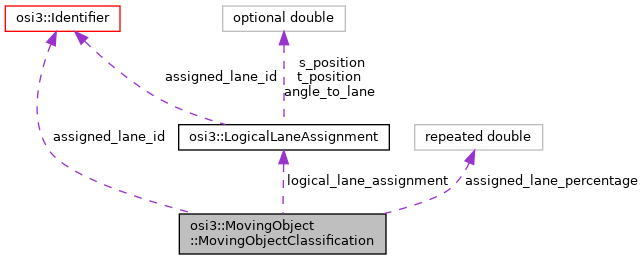 osi3::Identifier
optional double
s_position
assigned_lane_id
t_position
angle_to_lane
assigned_lane_id
osi3::LogicalLaneAssignment
repeated double
logical_lane_assignment
assigned_lane_percentage
osi3::MovingObject
::MovingObjectClassification